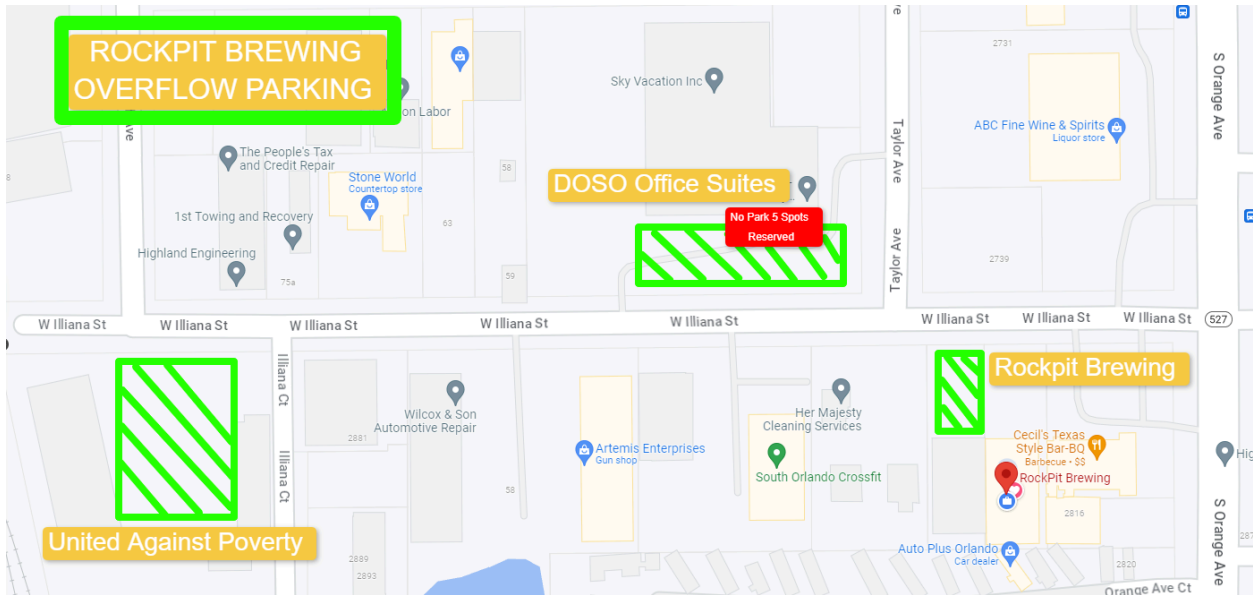 ROCKPIT BREWING
OVERFLOW PARKING
Ave
on Labor
The People's Tax
and Credit Repair
Stone World
Countertop store
1st Towing and Recovery
Highland Engineering
75a
63
58
59
8
Sky Vacation Inc
DOSO Office Suites
No Park 5 Spots
Reserved
Taylor Ave
Taylor Ave
2731
ABC Fine Wine & Spirits
Liquor store
2739
S Orange Ave
W Illiana St
W Illiana St
W Illiana St
W Illiana St
W Illiana St
W Illiana St
W Illiana St
W Illiana St
527
Illiana Ct
Illiana Ct
United Against Poverty
2881
2889
2893
Wilcox & Son
Automotive Repair
58
Artemis Enterprises
Gun shop
Her Majesty
Cleaning Services
South Orlando Crossfit
Rockpit Brewing
Cecil's Texas
Style Bar-BQ
Barbecue • $$
RockPit Brewing
2816
Auto Plus Orlando
Car dealer
2820
Hig
S Orange Ave
287
Orange Ave Ct